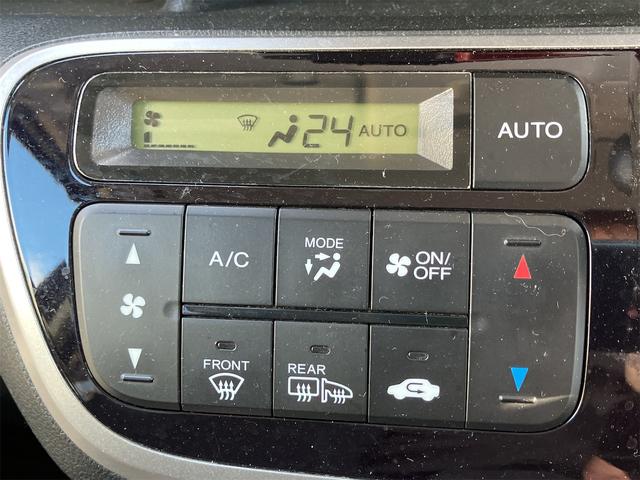 24 AUTO
AUTO
A/C
MODE
ON/
OFF
FRONT
REAR